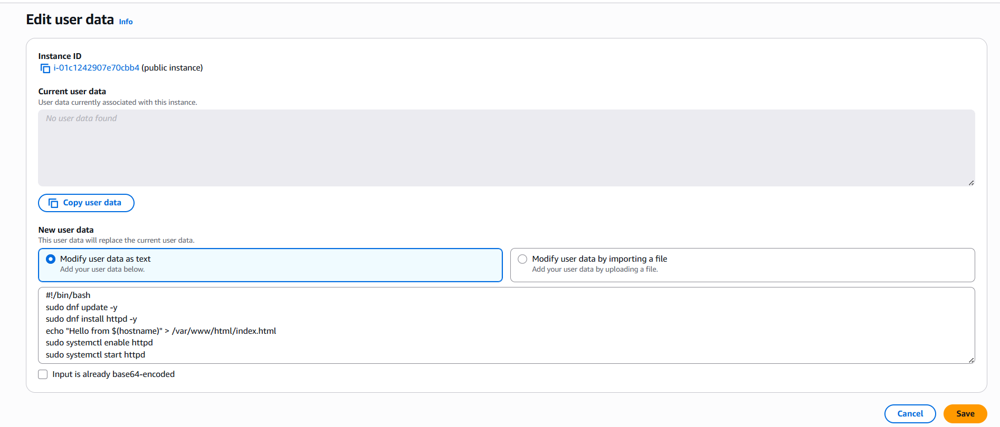 Edit user data Info
Instance ID
i-01c1242907e70cbb4 (public instance)
Current user data
User data currently associated with this instance.
No user data found
Copy user data
New user data
This user data will replace the current user data.
Modify user data as text
Add your user data below.
Modify user data by importing a file
Add your user data by uploading a file.
#!/bin/bash
sudo dnf update -y
sudo dnf install httpd -y
echo "Hello from $(hostname)" > /var/www/html/index.html
sudo systemctl enable httpd
sudo systemctl start httpd
Input is already base64-encoded
Cancel
Save